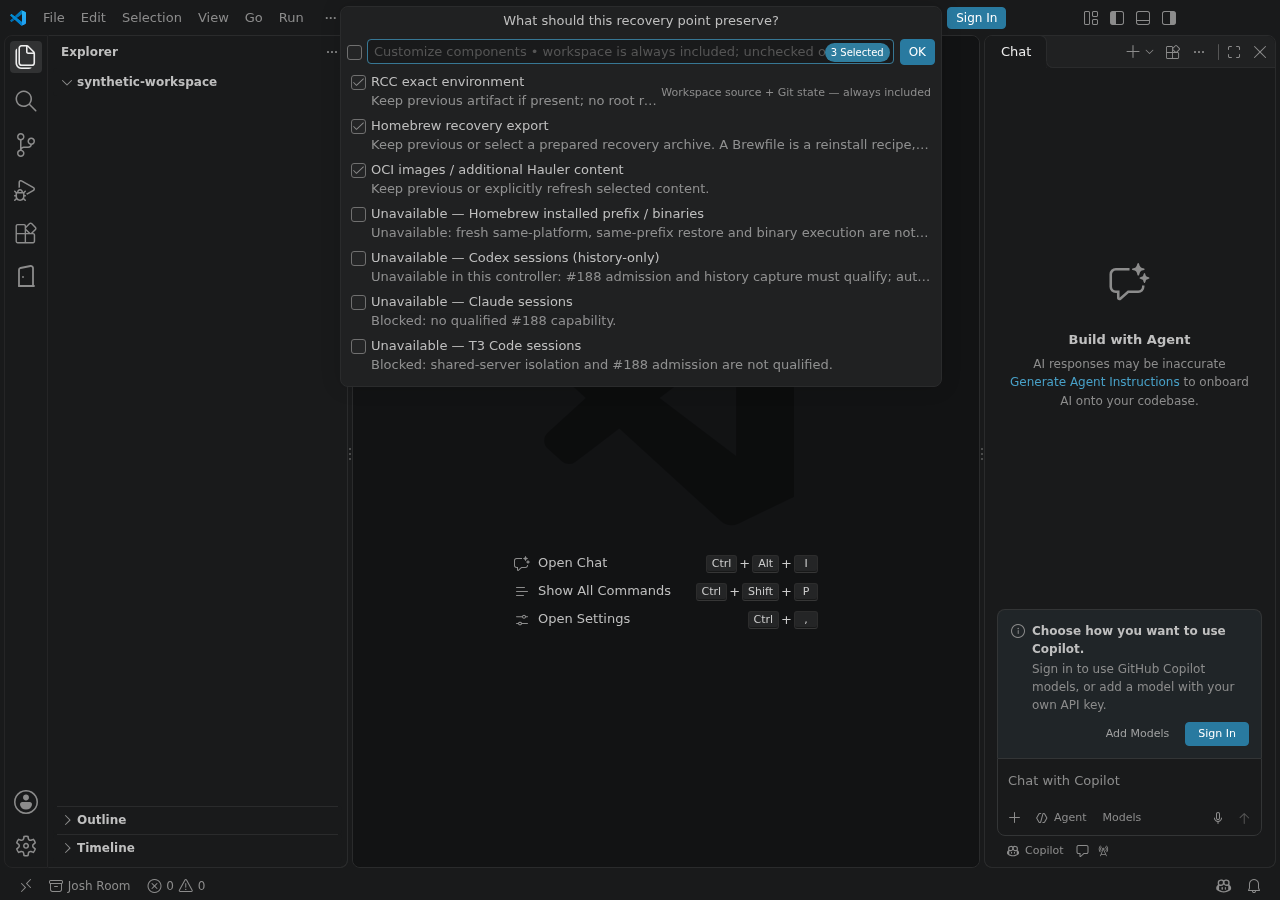 File Edit Selection View Go Run ···
What should this recovery point preserve?
Sign In
Explorer
Customize components • workspace is always included; unchecked o
3 Selected
OK
Chat
synthetic-workspace
RCC exact environment
Keep previous artifact if present; no root r…
Workspace source + Git state — always included
Homebrew recovery export
Keep previous or select a prepared recovery archive. A Brewfile is a reinstall recipe,…
OCI images / additional Hauler content
Keep previous or explicitly refresh selected content.
Unavailable — Homebrew installed prefix / binaries
Unavailable: fresh same-platform, same-prefix restore and binary execution are not…
Unavailable — Codex sessions (history-only)
Unavailable in this controller: #188 admission and history capture must qualify; aut…
Unavailable — Claude sessions
Blocked: no qualified #188 capability.
Unavailable — T3 Code sessions
Blocked: shared-server isolation and #188 admission are not qualified.
Build with Agent
AI responses may be inaccurate
Generate Agent Instructions to onboard
AI onto your codebase.
Open Chat Ctrl + Alt + I
Show All Commands Ctrl + Shift + P
Open Settings Ctrl + ,
Choose how you want to use
Copilot.
Sign in to use GitHub Copilot
models, or add a model with your
own API key.
Add Models
Sign In
Chat with Copilot
Agent
Models
Copilot
Outline
Timeline
Josh Room
0
0